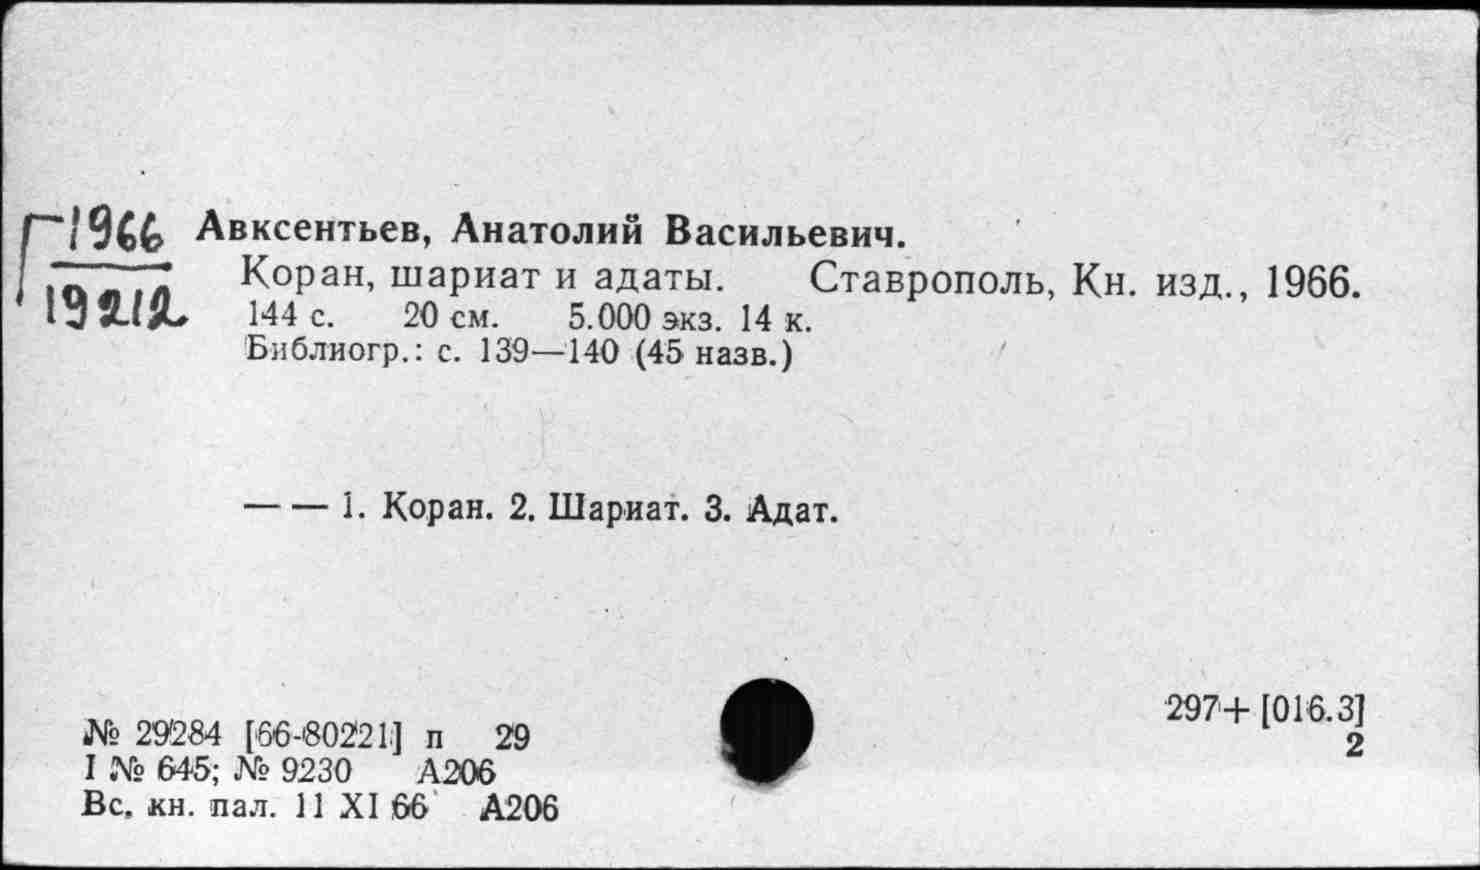 Г 1966 Авксентьев, Анатолий Васильевич.
Коран, шариат и адаты. Ставрополь, Кн. изд., 1966.
144 с. 20 см. 5.000 экз. 14 к.
Библиогр.: с. 139—140 (45 назв.)
— — 1. Коран. 2. Шариат. 3. Адат.
№ 29284 [66-80221] п 29
I № 645; № 9230 А206
Вс. кн. пал. 11 XI 66 А206
297+[016.3]
2